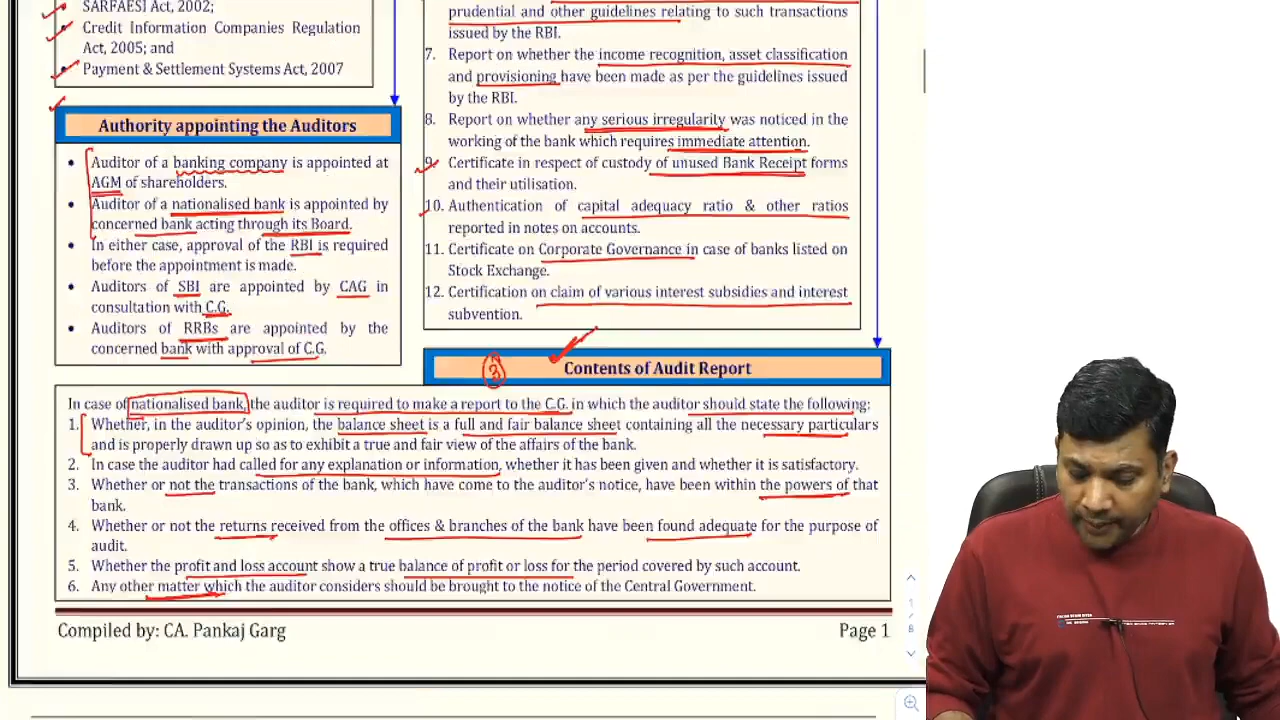 SARFAESI Act, 2002;
Credit Information Companies Regulation
Act, 2005; and
Payment & Settlement Systems Act, 2007
Authority appointing the Auditors
• Auditor of a banking company is appointed at
AGM of shareholders.
• Auditor of a nationalised bank is appointed by
concerned bank acting through its Board.
• In either case, approval of the RBI is required
before the appointment is made.
• Auditors of SBI are appointed by CAG in
consultation with C.G.
• Auditors of RRBs are appointed by the
concerned bank with approval of C.G.
prudential and other guidelines relating to such transactions
issued by the RBI.
7. Report on whether the income recognition, asset classification
and provisioning have been made as per the guidelines issued
by the RBI.
8. Report on whether any serious irregularity was noticed in the
working of the bank which requires immediate attention.
9. Certificate in respect of custody of unused Bank Receipt forms
and their utilisation.
10. Authentication of capital adequacy ratio & other ratios
reported in notes on accounts.
11. Certificate on Corporate Governance in case of banks listed on
Stock Exchange.
12. Certification on claim of various interest subsidies and interest
subvention.
3 Contents of Audit Report
In case of nationalised bank, the auditor is required to make a report to the C.G. in which the auditor should state the following:
1. Whether, in the auditor's opinion, the balance sheet is a full and fair balance sheet containing all the necessary particulars
and is properly drawn up so as to exhibit a true and fair view of the affairs of the bank.
2. In case the auditor had called for any explanation or information, whether it has been given and whether it is satisfactory.
3. Whether or not the transactions of the bank, which have come to the auditor's notice, have been within the powers of that
bank.
4. Whether or not the returns received from the offices & branches of the bank have been found adequate for the purpose of
audit.
5. Whether the profit and loss account show a true balance of profit or loss for the period covered by such account.
6. Any other matter which the auditor considers should be brought to the notice of the Central Government.
Compiled by: CA. Pankaj Garg
Page 1
1
/
8